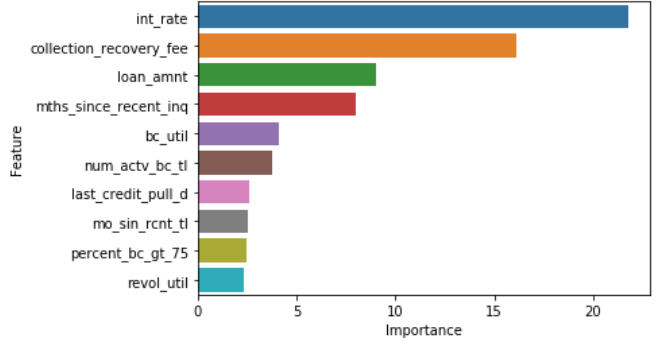 Feature
int_rate
collection_recovery_fee
loan_amnt
mths_since_recent_inq
bc_util
num_actv_bc_tl
last_credit_pull_d
mo_sin_rcnt_tl
percent_bc_gt_75
revol_util
0 5 10 15 20
Importance